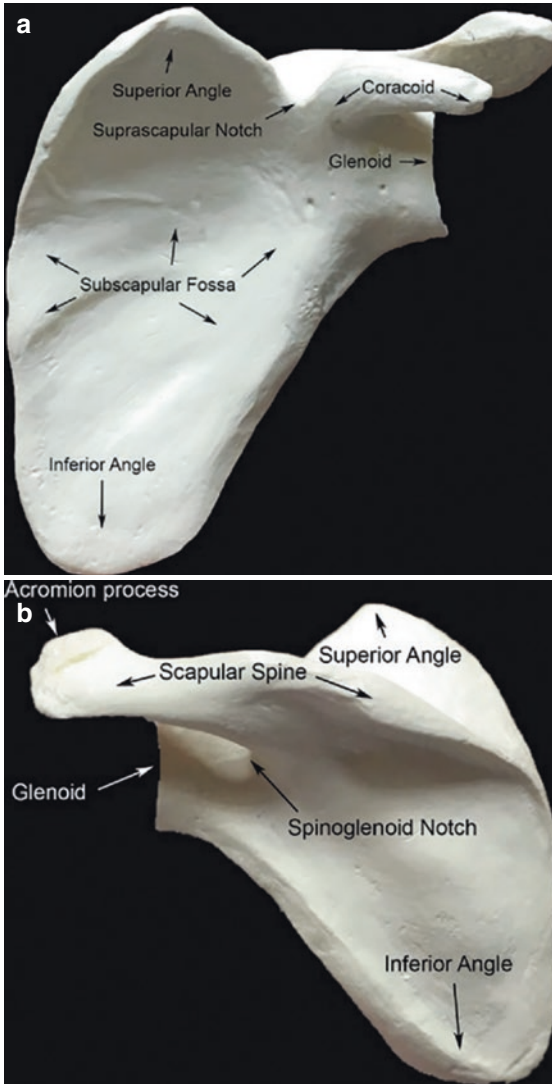 a
Superior Angle
Coracoid
Suprascapular Notch
Glenoid
Subscapular Fossa
Inferior Angle
Acromion process
b
Superior Angle
Scapular Spine
Glenoid
Spinoglenoid Notch
Inferior Angle